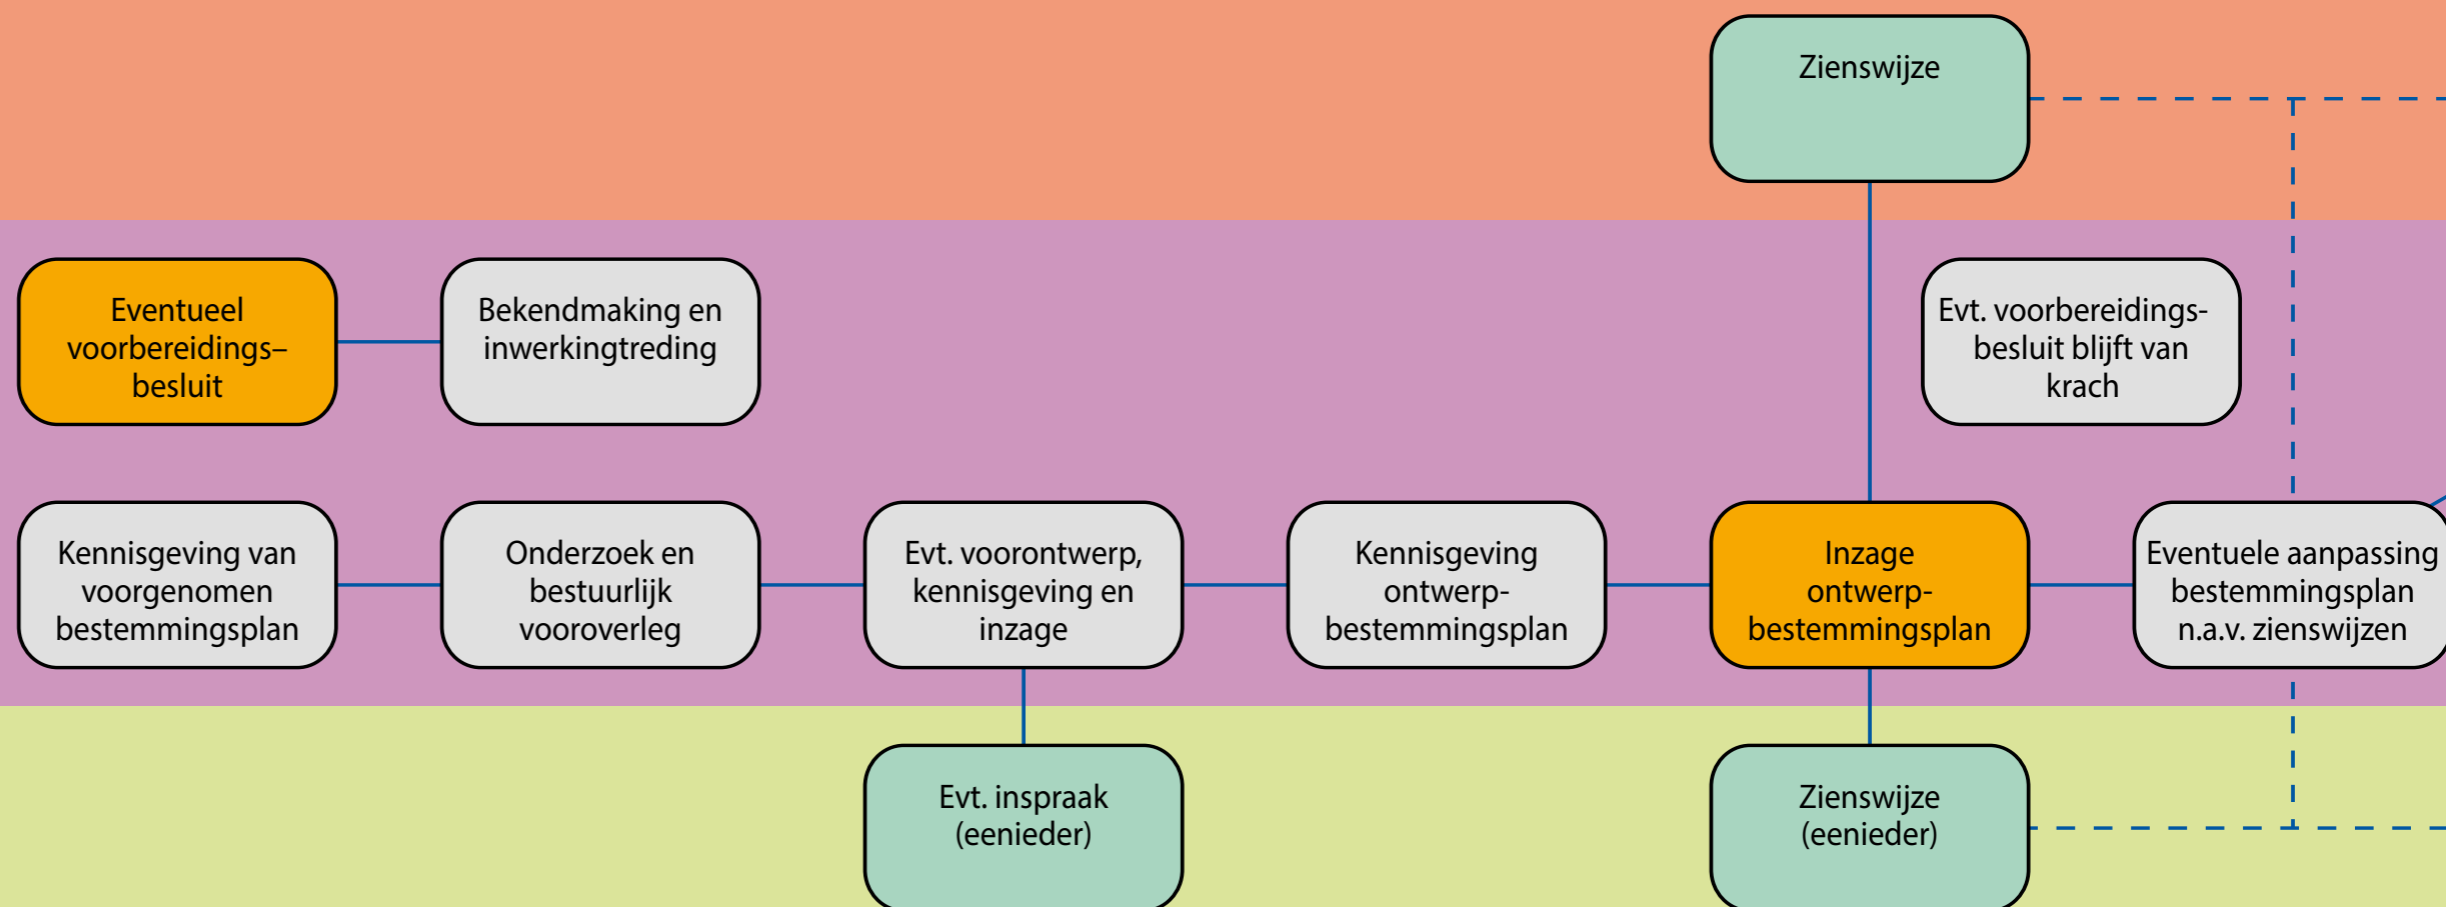 Zienswijze
Eventueel
voorbereidings–
besluit
Bekendmaking en
inwerkingtreding
Evt. voorbereidings-
besluit blijft van
krach
Kennisgeving van
voorgenomen
bestemmingsplan
Onderzoek en
bestuurlijk
vooroverleg
Evt. voorontwerp,
kennisgeving en
inzage
Kennisgeving
ontwerp-
bestemmingsplan
Inzage
ontwerp-
bestemmingsplan
Eventuele aanpassing
bestemmingsplan
n.a.v. zienswijzen
Evt. inspraak
(eenieder)
Zienswijze
(eenieder)